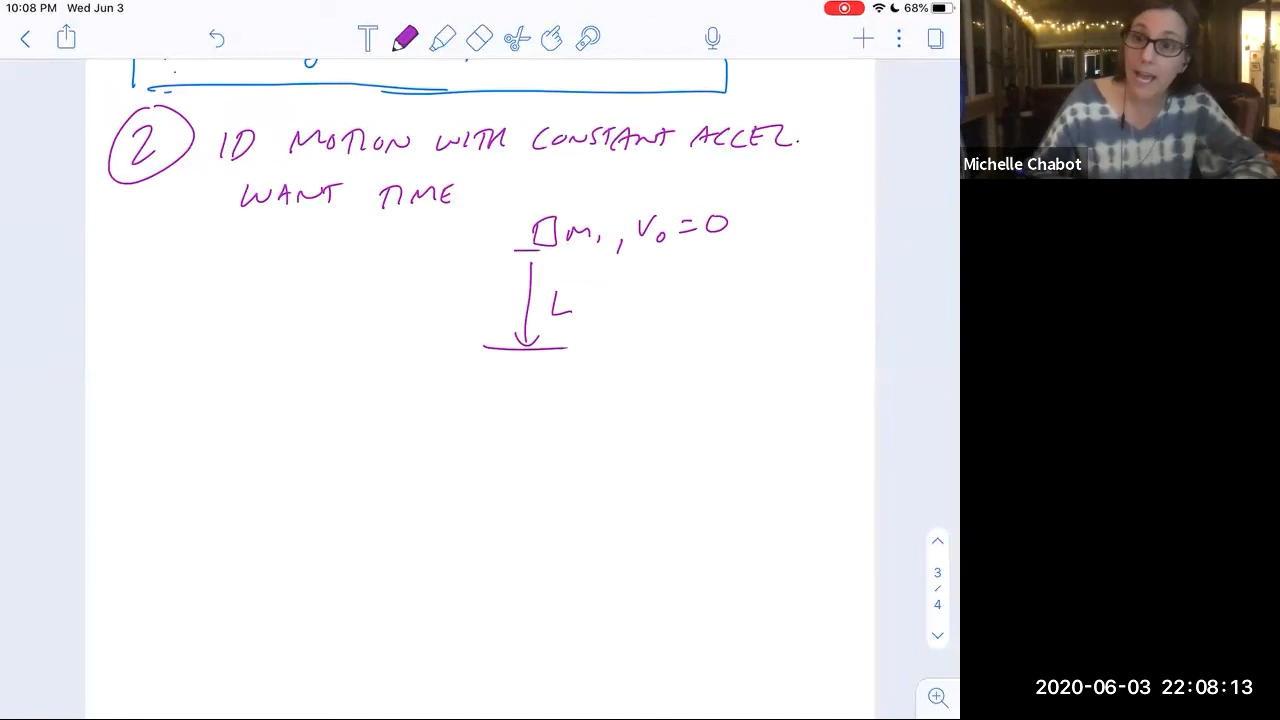 10:08 PM Wed Jun 3
68%
T
② 1D MOTION WITH CONSTANT ACCEL.
WANT TIME
m₁, v₀ = 0
L
3
/
4
Michelle Chabot
2020-06-03 22:08:13